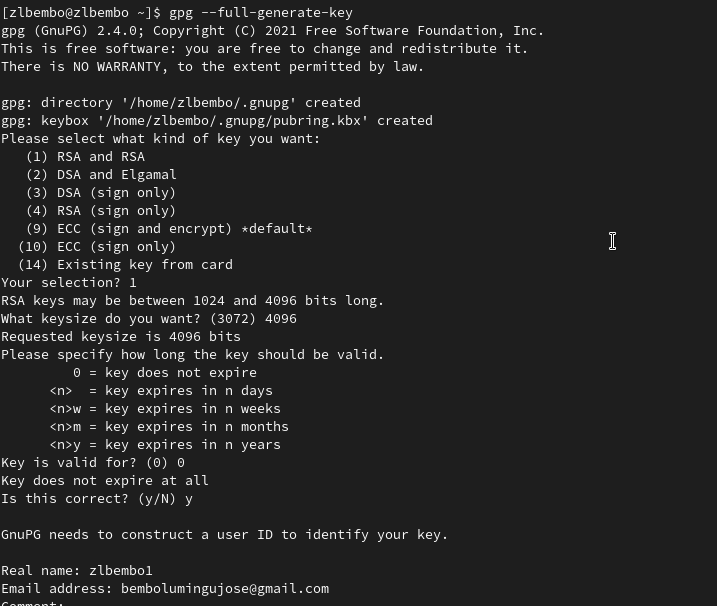 [zlbembo@zlbembo ~]$ gpg --full-generate-key
gpg (GnuPG) 2.4.0; Copyright (C) 2021 Free Software Foundation, Inc.
This is free software: you are free to change and redistribute it.
There is NO WARRANTY, to the extent permitted by law.

gpg: directory '/home/zlbembo/.gnupg' created
gpg: keybox '/home/zlbembo/.gnupg/pubring.kbx' created
Please select what kind of key you want:
   (1) RSA and RSA
   (2) DSA and Elgamal
   (3) DSA (sign only)
   (4) RSA (sign only)
   (9) ECC (sign and encrypt) *default*
  (10) ECC (sign only)
  (14) Existing key from card
Your selection? 1
RSA keys may be between 1024 and 4096 bits long.
What keysize do you want? (3072) 4096
Requested keysize is 4096 bits
Please specify how long the key should be valid.
         0 = key does not expire
      <n>  = key expires in n days
      <n>w = key expires in n weeks
      <n>m = key expires in n months
      <n>y = key expires in n years
Key is valid for? (0) 0
Key does not expire at all
Is this correct? (y/N) y

GnuPG needs to construct a user ID to identify your key.

Real name: zlbembo1
Email address: bembolumingujose@gmail.com
Comment: